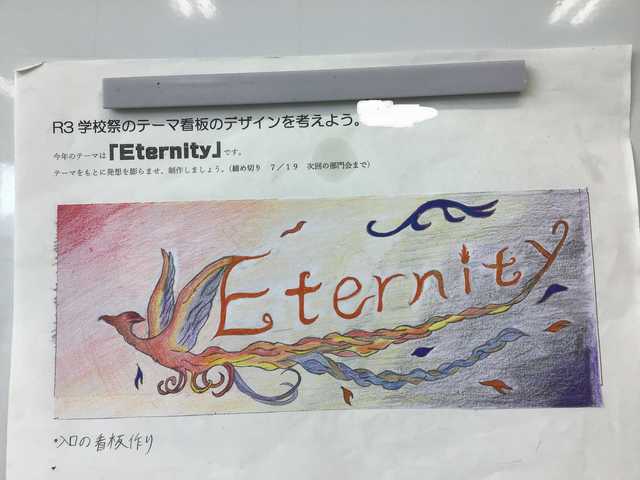 R3 学校祭のテーマ看板のデザインを考えよう。
今年のテーマは『Eternity』です。
テーマをもとに発想を膨らませ、制作しましょう。(締め切り 7/19 次回の部門会まで)
Eternity
•入口の看板作り